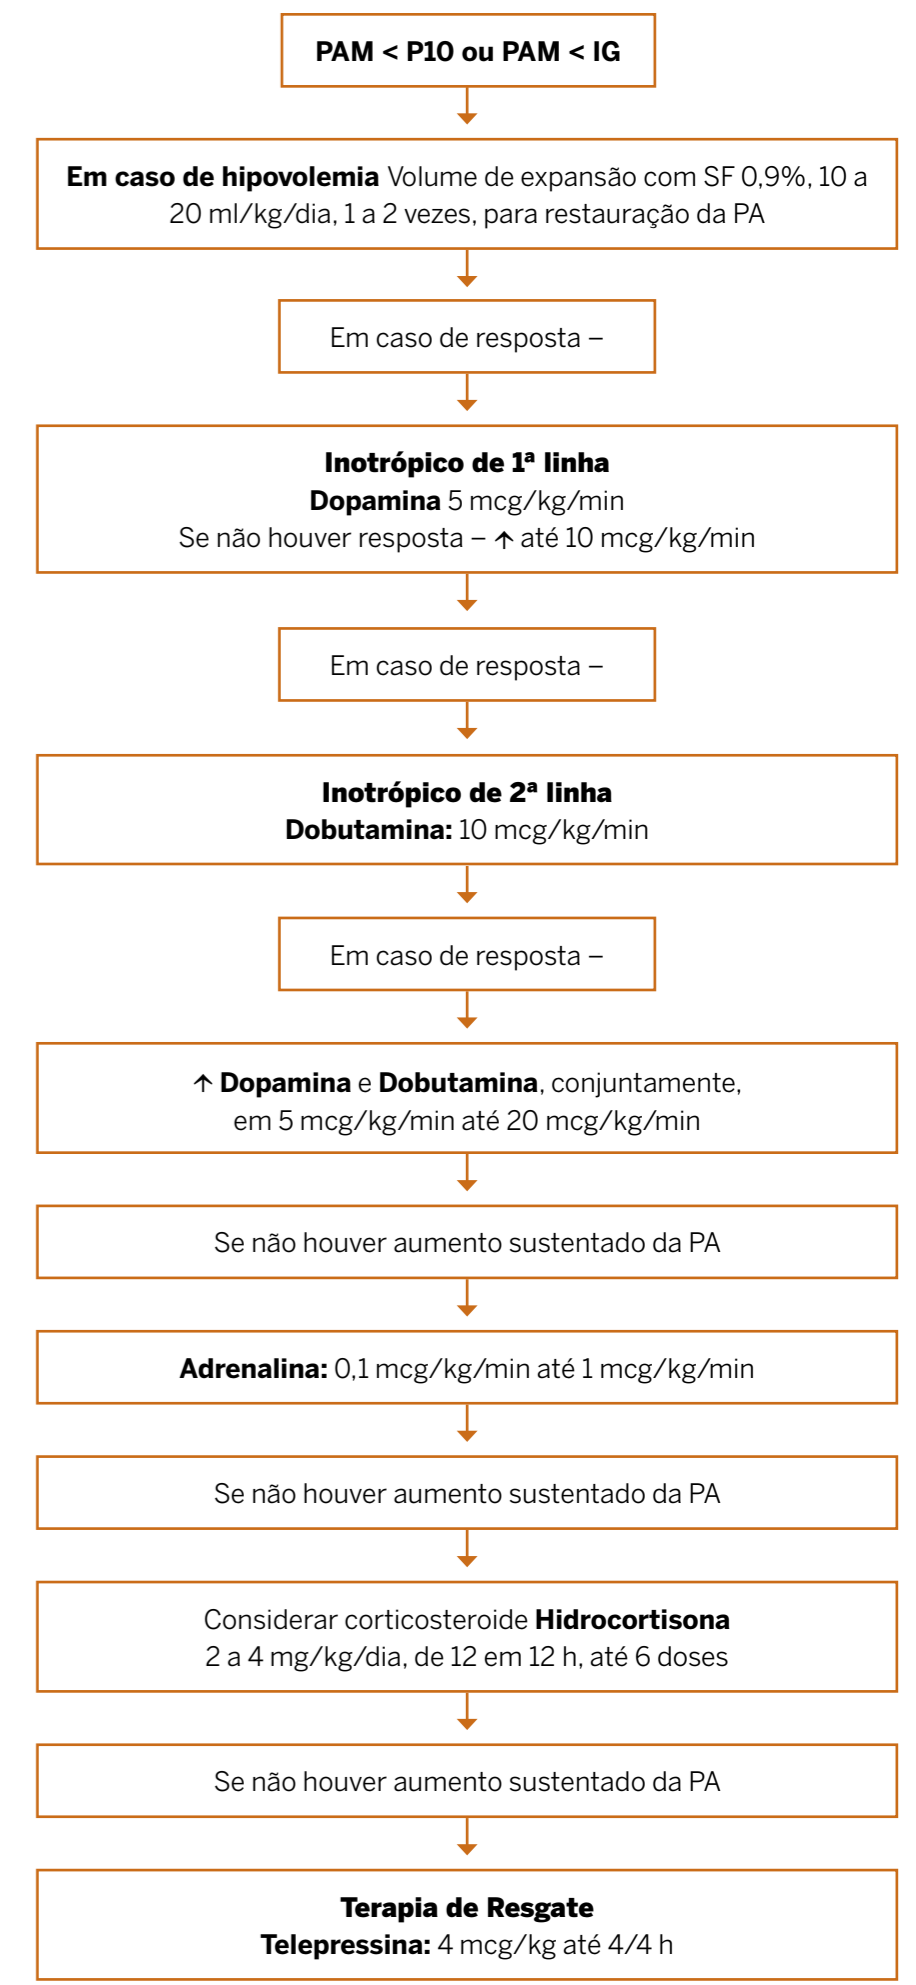 PAM < P10 ou PAM < IG
Em caso de hipovolemia Volume de expansão com SF 0,9%, 10 a
20 ml/kg/dia, 1 a 2 vezes, para restauração da PA
Em caso de resposta –
Inotrópico de 1ª linha
Dopamina 5 mcg/kg/min
Se não houver resposta – ↑ até 10 mcg/kg/min
Em caso de resposta –
Inotrópico de 2ª linha
Dobutamina: 10 mcg/kg/min
Em caso de resposta –
↑ Dopamina e Dobutamina, conjuntamente,
em 5 mcg/kg/min até 20 mcg/kg/min
Se não houver aumento sustentado da PA
Adrenalina: 0,1 mcg/kg/min até 1 mcg/kg/min
Se não houver aumento sustentado da PA
Considerar corticosteroide Hidrocortisona
2 a 4 mg/kg/dia, de 12 em 12 h, até 6 doses
Se não houver aumento sustentado da PA
Terapia de Resgate
Telepressina: 4 mcg/kg até 4/4 h